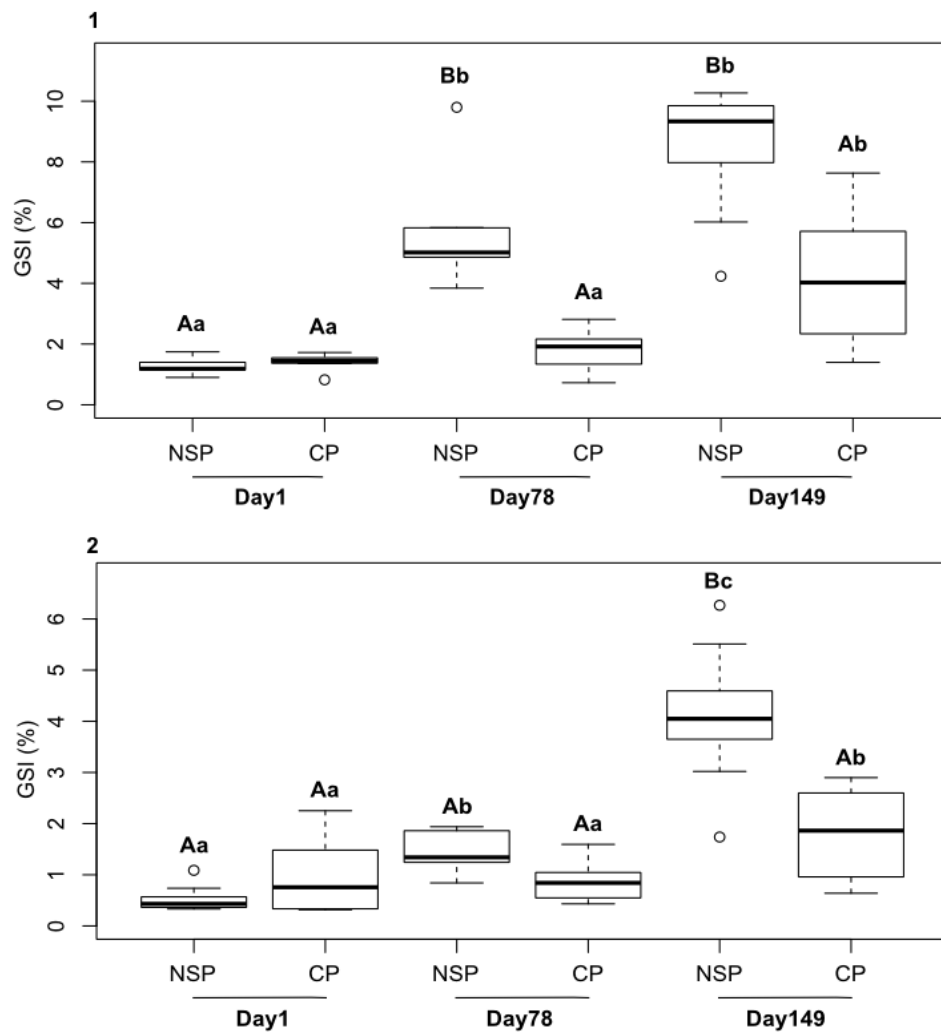 1
Bb
Bb
Ab
Aa
Aa
Aa
GSI (%)
0
2
4
6
8
10
NSP
CP
NSP
CP
NSP
CP
Day1
Day78
Day149
2
Bc
Ab
Aa
Ab
Aa
Aa
GSI (%)
0
1
2
3
4
5
6
NSP
CP
NSP
CP
NSP
CP
Day1
Day78
Day149